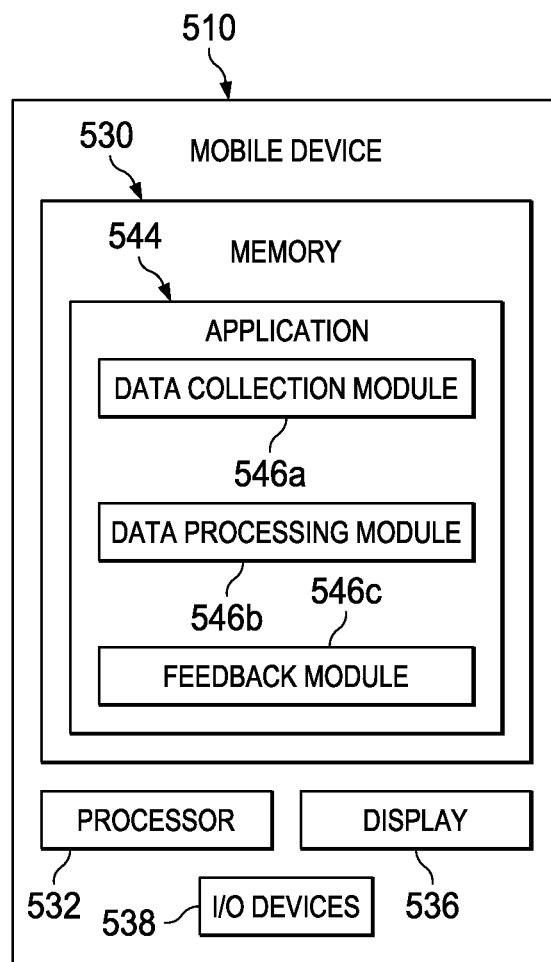 510
MOBILE DEVICE
530
MEMORY
544
APPLICATION
DATA COLLECTION MODULE
546a
DATA PROCESSING MODULE
546b
546c
FEEDBACK MODULE
PROCESSOR
DISPLAY
532
536
538
I/O DEVICES